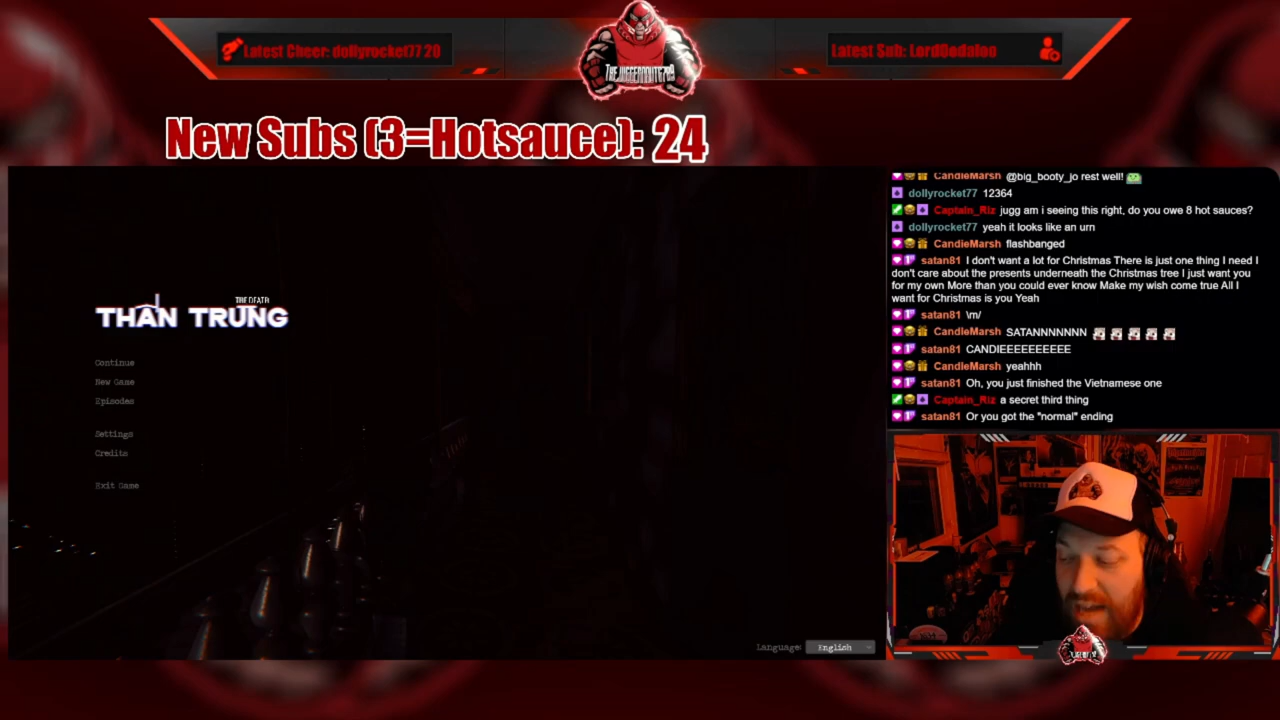 Latest Cheer: dollyrocket77 20
THEJUGGERNAUT6789
Latest Sub: LordDedaloo
New Subs (3=Hotsauce): 24
CandieMarsh @big_booty_jo rest well!
dollyrocket77 12364
Captain_Riz jugg am i seeing this right, do you owe 8 hot sauces?
dollyrocket77 yeah it looks like an urn
CandieMarsh flashbanged
satan81 I don't want a lot for Christmas There is just one thing I need I
don't care about the presents underneath the Christmas tree I just want you
for my own More than you could ever know Make my wish come true All I
want for Christmas is you Yeah
satan81 \m/
CandieMarsh SATANNNNNNN
satan81 CANDIEEEEEEEEEE
CandieMarsh yeahhh
satan81 Oh, you just finished the Vietnamese one
Captain_Riz a secret third thing
satan81 Or you got the "normal" ending
THE DEATH
THẦN TRÙNG
Continue
New Game
Episodes
Settings
Credits
Exit Game
Language: English